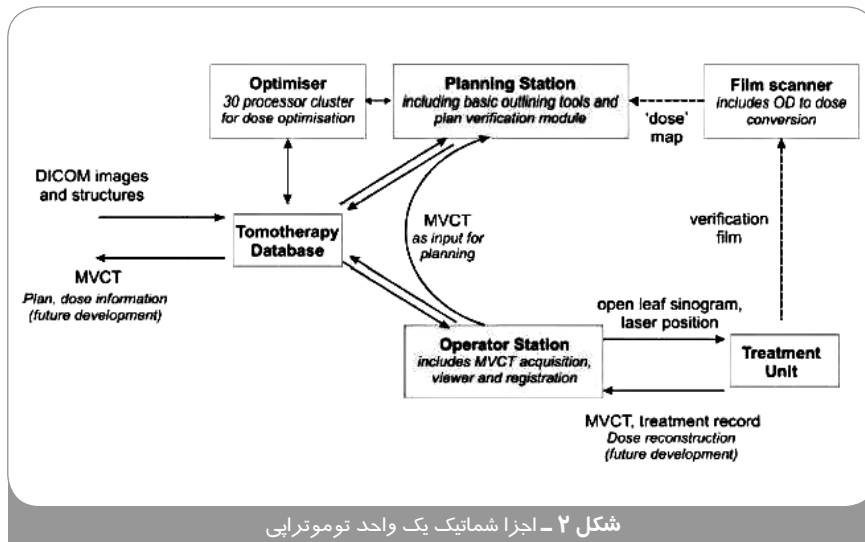 Optimiser
30 processor cluster
for dose optimisation
Planning Station
including basic outlining tools and
plan verification module
Film scanner
includes OD to dose
conversion
'dose'
map
DICOM images
and structures
Tomotherapy
Database
MVCT
as input for
planning
verification
film
MVCT
Plan, dose information
(future development)
open leaf sinogram,
laser position
Operator Station
includes MVCT acquisition,
viewer and registration
Treatment
Unit
MVCT, treatment record
Dose reconstruction
(future development)
شکل ۲ ـ اجزا شماتیک یک واحد توموتراپی